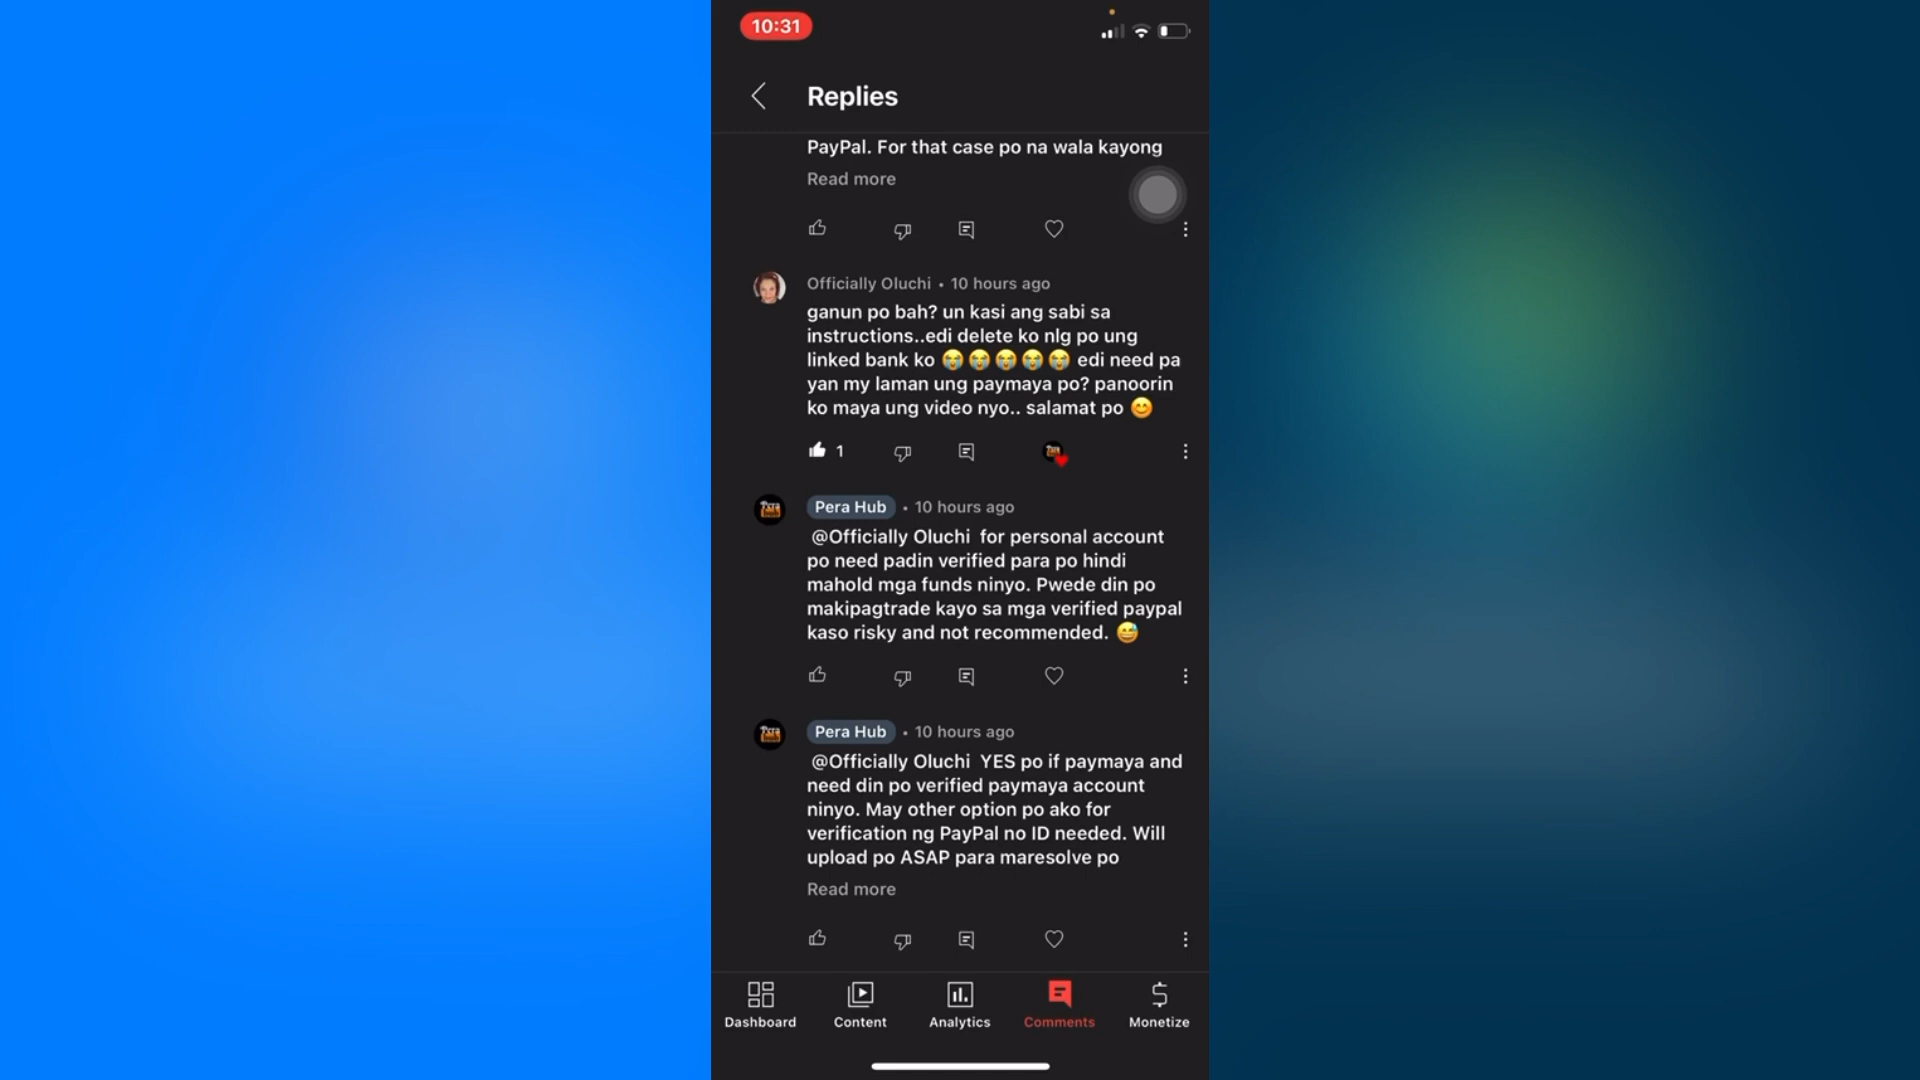 10:31
Replies
PayPal. For that case po na wala kayong
Read more
Officially Oluchi • 10 hours ago
ganun po bah? un kasi ang sabi sa
instructions..edi delete ko nlg po ung
linked bank ko 😭😭😭😭😭 edi need pa
yan my laman ung paymaya po? panoorin
ko maya ung video nyo.. salamat po 😊
1
Pera Hub • 10 hours ago
@Officially Oluchi for personal account
po need padin verified para po hindi
mahold mga funds ninyo. Pwede din po
makipagtrade kayo sa mga verified paypal
kaso risky and not recommended. 😅
Pera Hub • 10 hours ago
@Officially Oluchi YES po if paymaya and
need din po verified paymaya account
ninyo. May other option po ako for
verification ng PayPal no ID needed. Will
upload po ASAP para maresolve po
Read more
Dashboard Content Analytics Comments Monetize